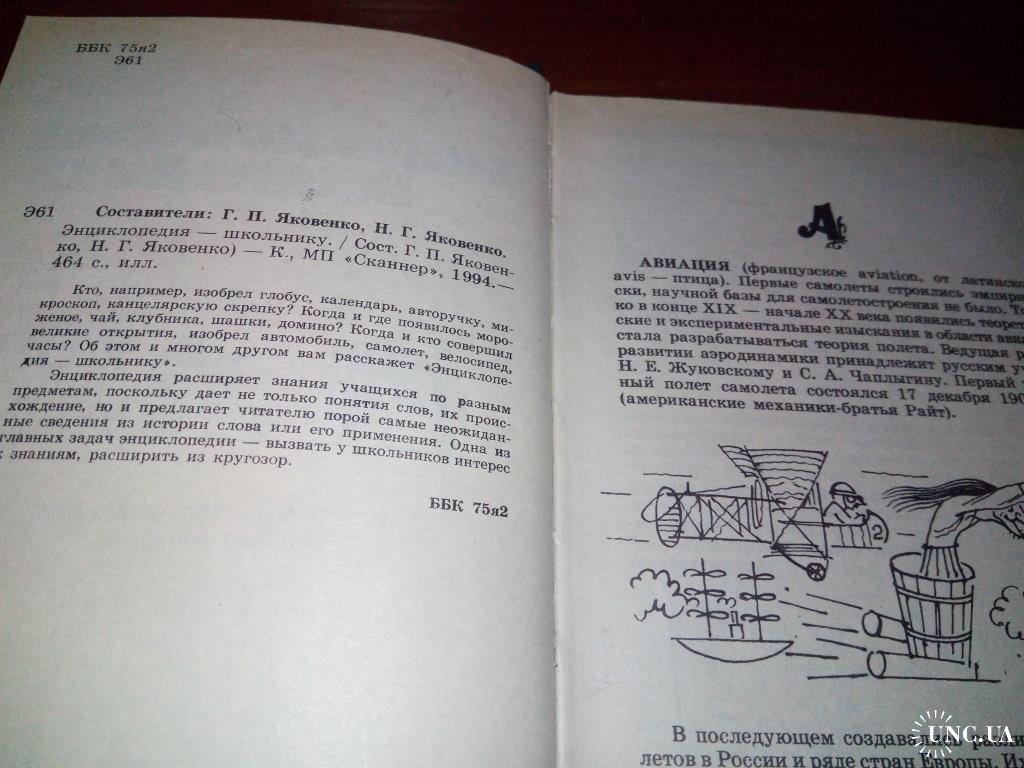 ББК 75я2
Э61
Э61
Составители: Г. П. Яковенко, Н. Г. Яковенко.
Энциклопедия — школьнику. / Сост. Г. П. Яковен-
ко, Н. Г. Яковенко) — К., МП «Сканнер», 1994.—
464 с., илл.
Кто, например, изобрел глобус, календарь, авторучку, ми-
кроскоп, канцелярскую скрепку? Когда и где появилось моро-
женое, чай, клубника, шашки, домино? Когда и кто совершил
великие открытия, изобрел автомобиль, самолет, велосипед,
часы? Об этом и многом другом вам расскажет «Энциклопе-
дия — школьнику».
Энциклопедия расширяет знания учащихся по разным
предметам, поскольку дает не только понятия слов, их проис-
хождение, но и предлагает читателю порой самые неожидан-
ные сведения из истории слова или его применения. Одна из
главных задач энциклопедии — вызвать у школьников интерес
к знаниям, расширить из кругозор.
ББК 75я2
А
АВИАЦИЯ (французское aviation, от латинско
avis — птица). Первые самолеты строились эмпири
ски, научной базы для самолетостроения не было. То
ко в конце XIX — начале XX века появились теорет
ские и экспериментальные изыскания в области ави
стала разрабатываться теория полета. Ведущая р
развитии аэродинамики принадлежит русским уч
Н. Е. Жуковскому и С. А. Чаплыгину. Первый
ный полет самолета состоялся 17 декабря 190
(американские механики-братья Райт).
2
В последующем создавались разли
летов в России и ряде стран Европы. Их
UNC.UA